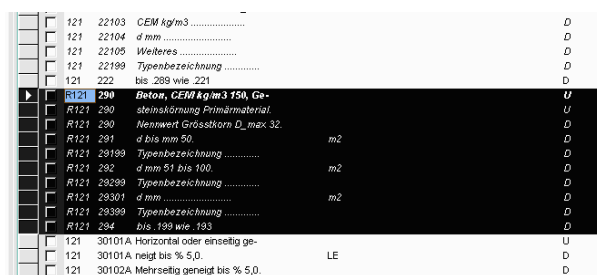 121 22103 CEM kg/m3 ..................... D
121 22104 d mm .......................... D
121 22105 Weiteres .................... D
121 22199 Typenbezeichnung .............. D
121 222 bis .289 wie .221 D
R121 290 Beton, CEM kg/m3 150, Ge- U
R121 290 steinskörnung Primärmaterial. U
R121 290 Nennwert Grösstkorn D_max 32. D
R121 291 d bis mm 50. m2 D
R121 29199 Typenbezeichnung .............. D
R121 292 d mm 51 bis 100. m2 D
R121 29299 Typenbezeichnung .............. D
R121 29301 d mm .......................... m2 D
R121 29399 Typenbezeichnung .............. D
R121 294 bis .199 wie .193 D
121 30101A Horizontal oder einseitig ge- U
121 30101A neigt bis % 5,0. LE D
121 30102A Mehrseitig geneigt bis % 5,0. D